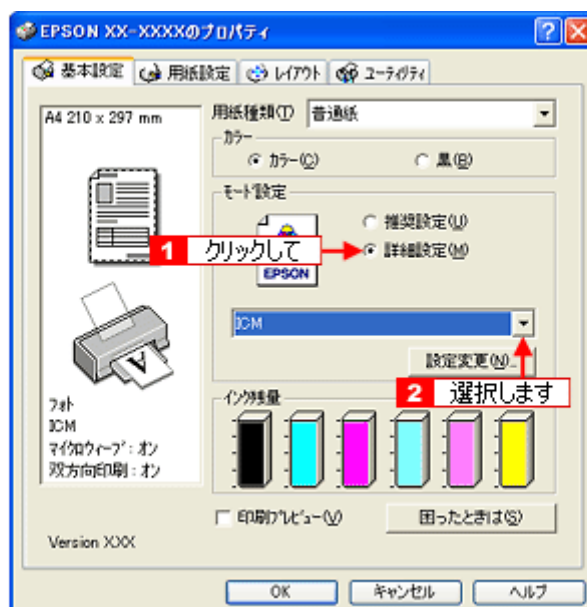 EPSON XX-XXXXのプロパティ
基本設定 用紙設定 レイアウト ユーティリティ
A4 210 x 297 mm
用紙種類(T) 普通紙
カラー
カラー(C) 黒(B)
モード設定
推奨設定(U)
1 クリックして
詳細設定(M)
EPSON
ICM
設定変更(N)...
2 選択します
インク残量
フォト
ICM
マイクロウィーブ : オン
双方向印刷 : オン
印刷プレビュー(V) 困ったときは(S)
Version X.XX
OK キャンセル ヘルプ